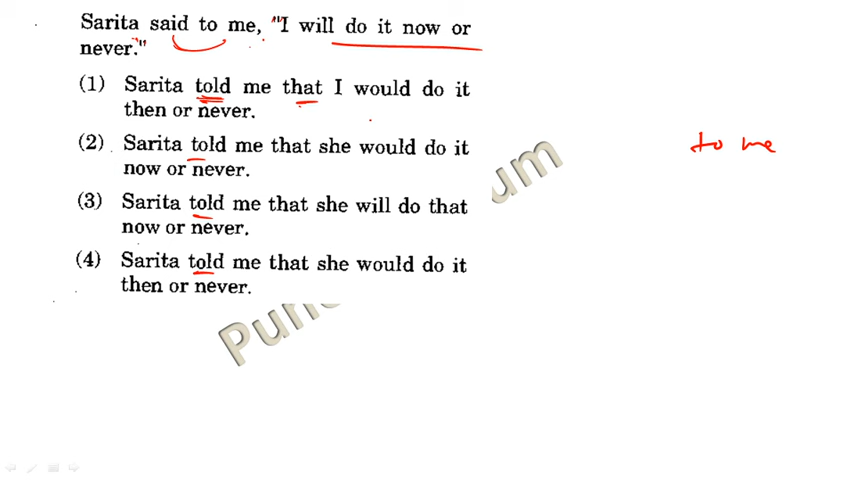 Sarita said to me, "I will do it now or
never."
(1) Sarita told me that I would do it
then or never.
(2) Sarita told me that she would do it
now or never.
(3) Sarita told me that she will do that
now or never.
(4) Sarita told me that she would do it
then or never.
to me